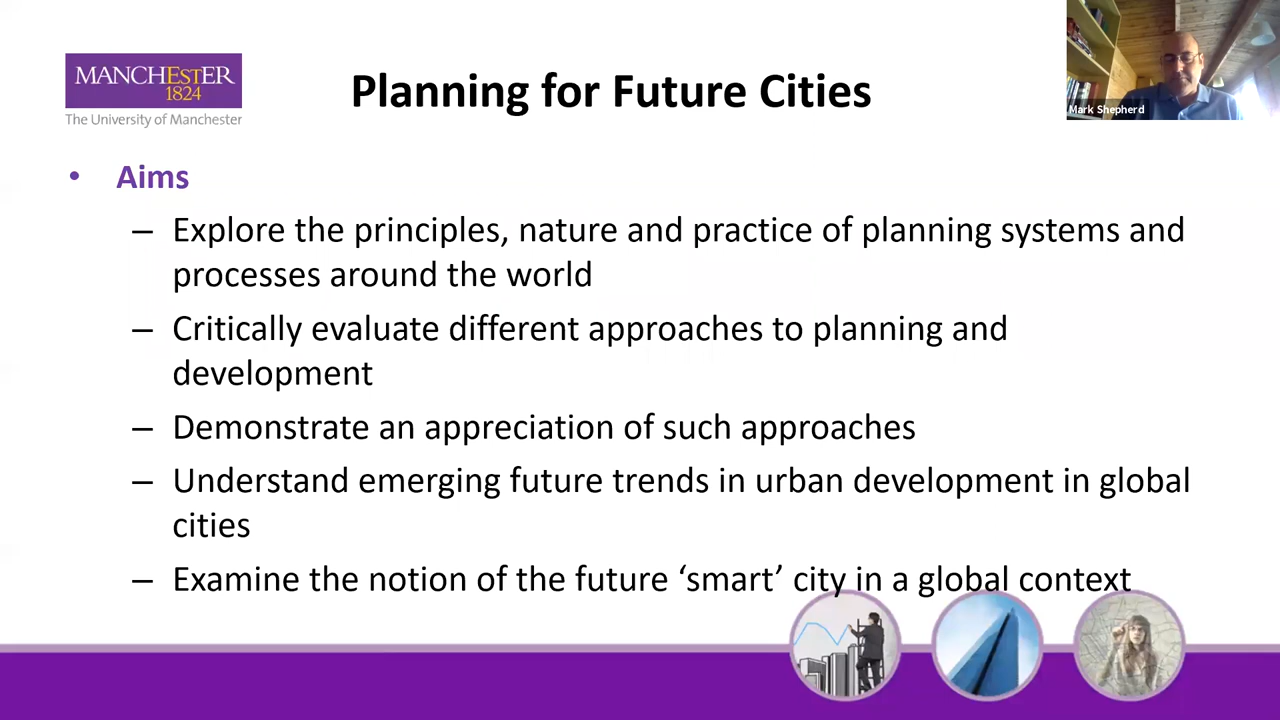 MANCHESTER
1824
The University of Manchester
Planning for Future Cities
Mark Shepherd
• Aims
– Explore the principles, nature and practice of planning systems and
processes around the world
– Critically evaluate different approaches to planning and
development
– Demonstrate an appreciation of such approaches
– Understand emerging future trends in urban development in global
cities
– Examine the notion of the future ‘smart’ city in a global context